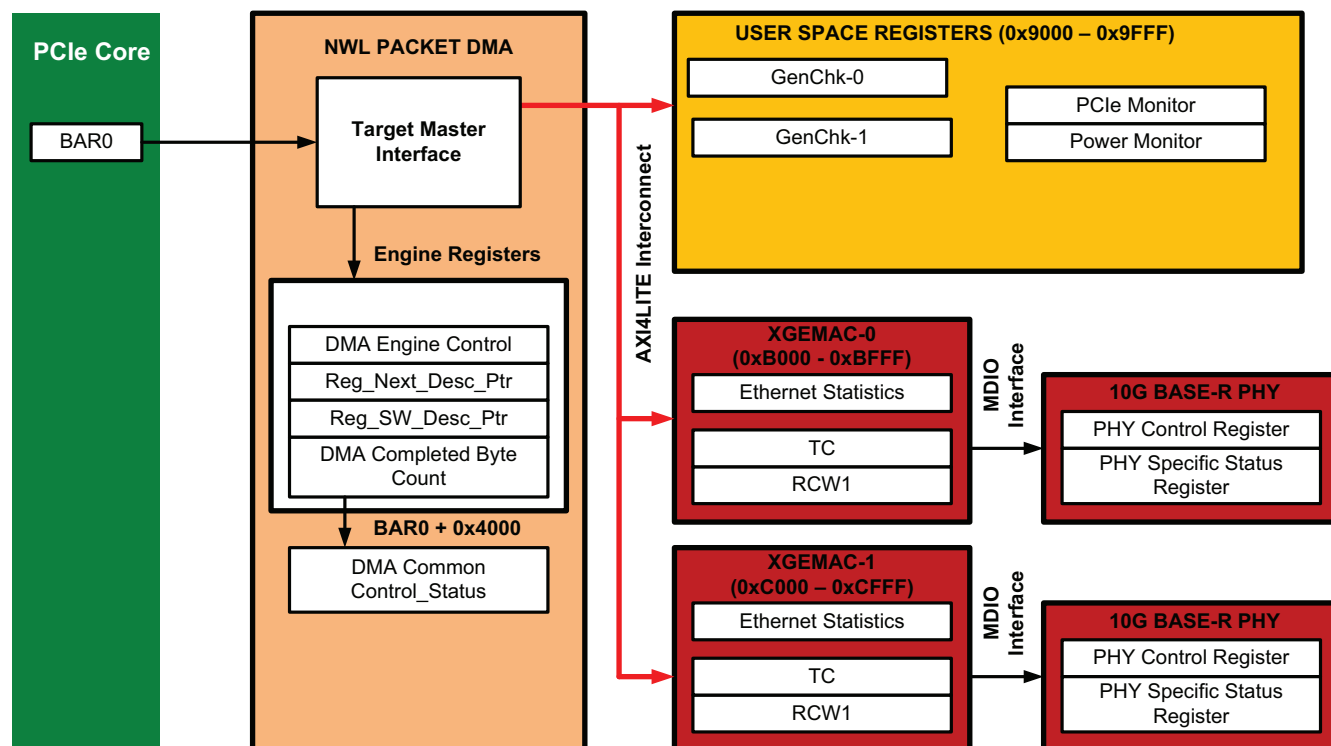 PCIe Core
BAR0
NWL PACKET DMA
Target Master
Interface
Engine Registers
DMA Engine Control
Reg_Next_Desc_Ptr
Reg_SW_Desc_Ptr
DMA Completed Byte
Count
BAR0 + 0x4000
DMA Common
Control_Status
AXI4LITE Interconnect
USER SPACE REGISTERS (0x9000 – 0x9FFF)
GenChk-0
GenChk-1
PCIe Monitor
Power Monitor
XGEMAC-0
(0xB000 - 0xBFFF)
Ethernet Statistics
TC
RCW1
MDIO
Interface
10G BASE-R PHY
PHY Control Register
PHY Specific Status
Register
XGEMAC-1
(0xC000 – 0xCFFF)
Ethernet Statistics
TC
RCW1
MDIO
Interface
10G BASE-R PHY
PHY Control Register
PHY Specific Status
Register